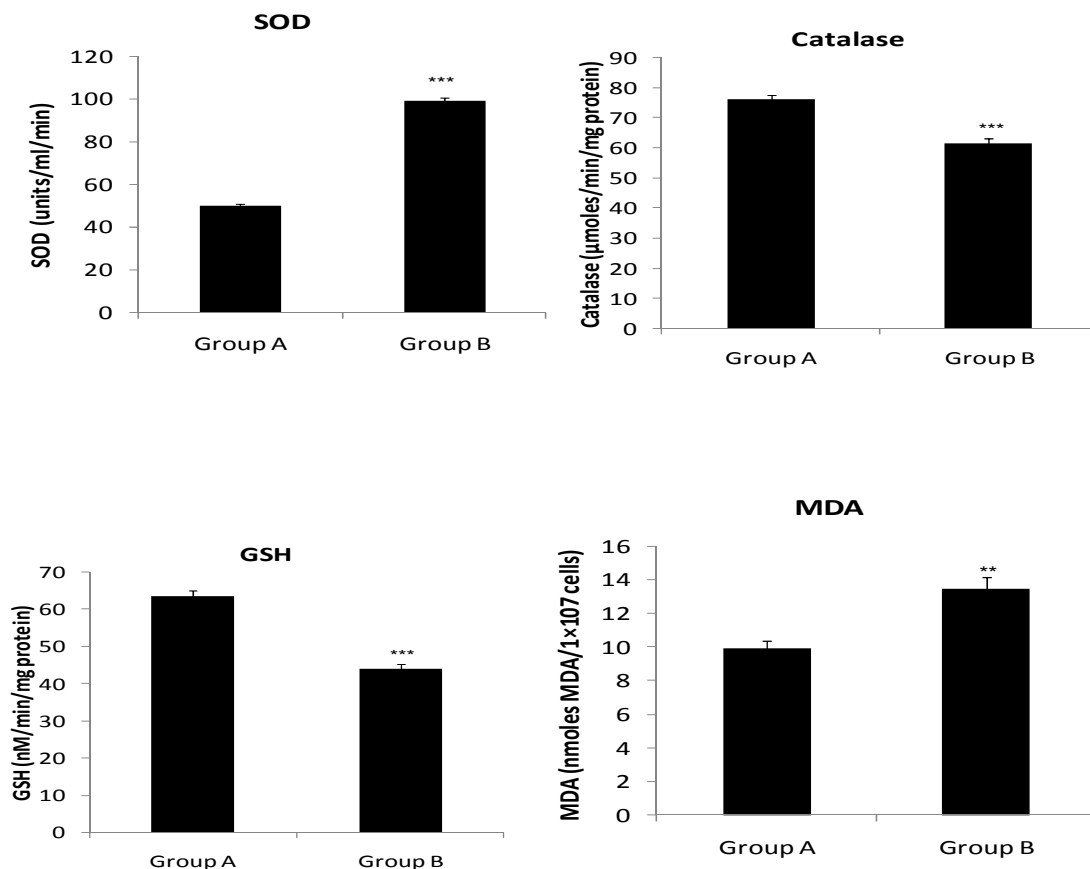 SOD
SOD (units/ml/min)
120
100
80
60
40
20
0
***
Group A
Group B
Catalase
Catalase (µmoles/min/mg protein)
90
80
70
60
50
40
30
20
10
0
***
Group A
Group B
GSH
GSH (nM/min/mg protein)
70
60
50
40
30
20
10
0
***
Group A
Group B
MDA
MDA (nmoles MDA/1×107 cells)
16
14
12
10
8
6
4
2
0
**
Group A
Group B